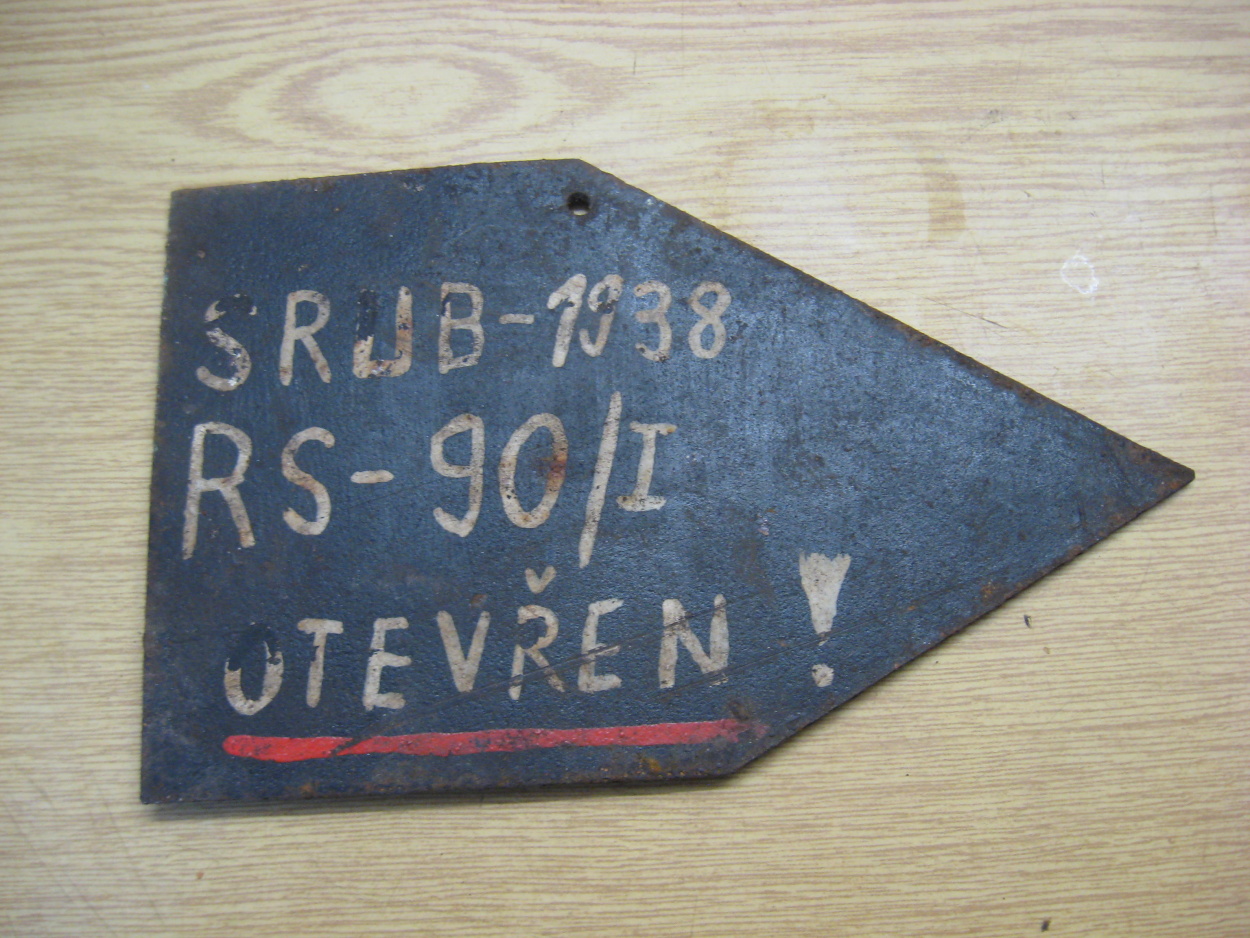 SRUB-1938
RS-90/I
OTEVŘEN!